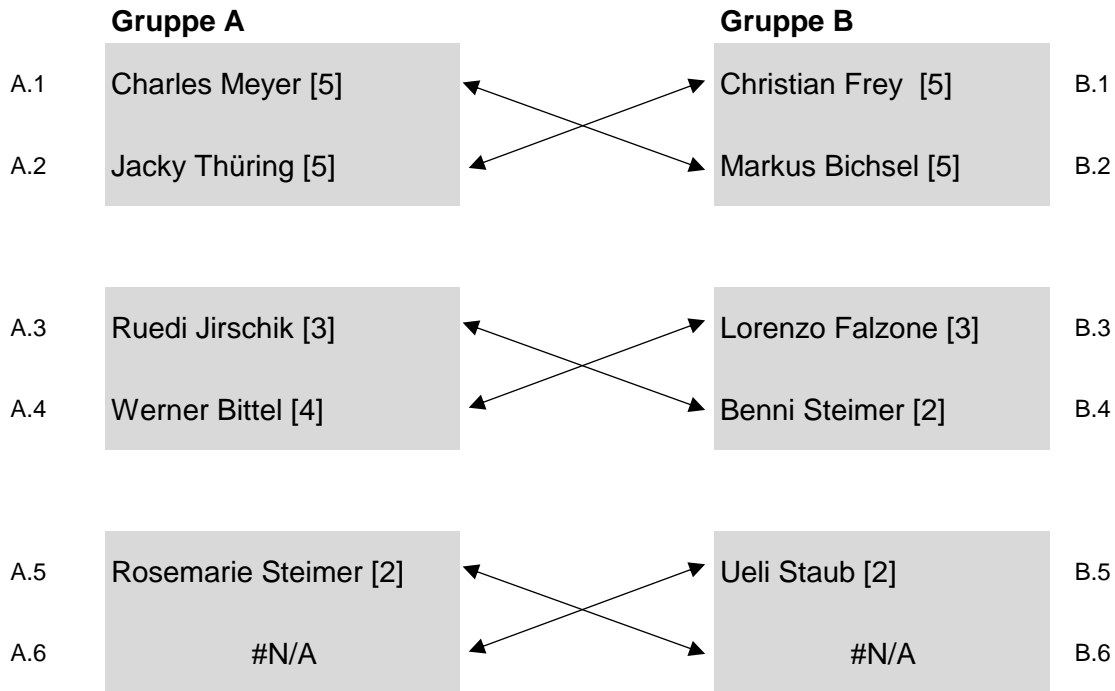 Gruppe A Gruppe B
A.1 Charles Meyer [5] Christian Frey [5] B.1
A.2 Jacky Thüring [5] Markus Bichsel [5] B.2
A.3 Ruedi Jirschik [3] Lorenzo Falzone [3] B.3
A.4 Werner Bittel [4] Benni Steimer [2] B.4
A.5 Rosemarie Steimer [2] Ueli Staub [2] B.5
A.6 #N/A #N/A B.6